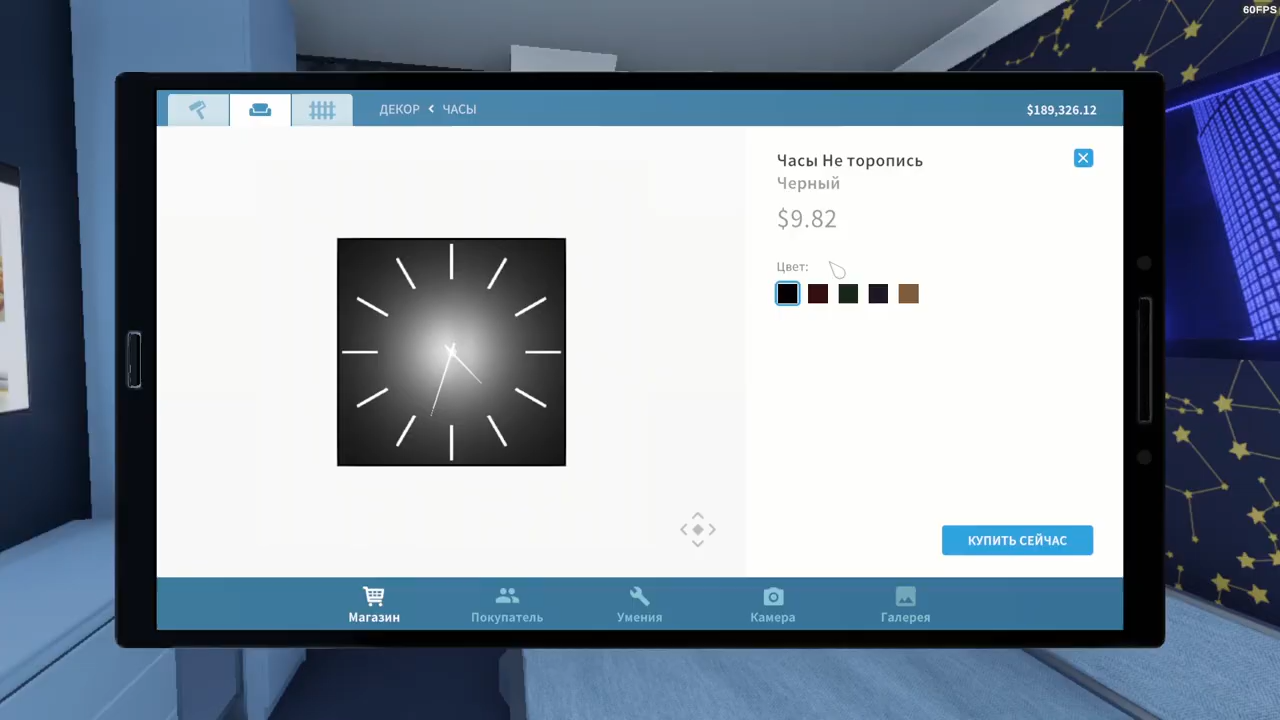 60FPS
ДЕКОР < ЧАСЫ
$189,326.12
Часы Не торопись
Черный
$9.82
Цвет:
КУПИТЬ СЕЙЧАС
Магазин
Покупатель
Умения
Камера
Галерея